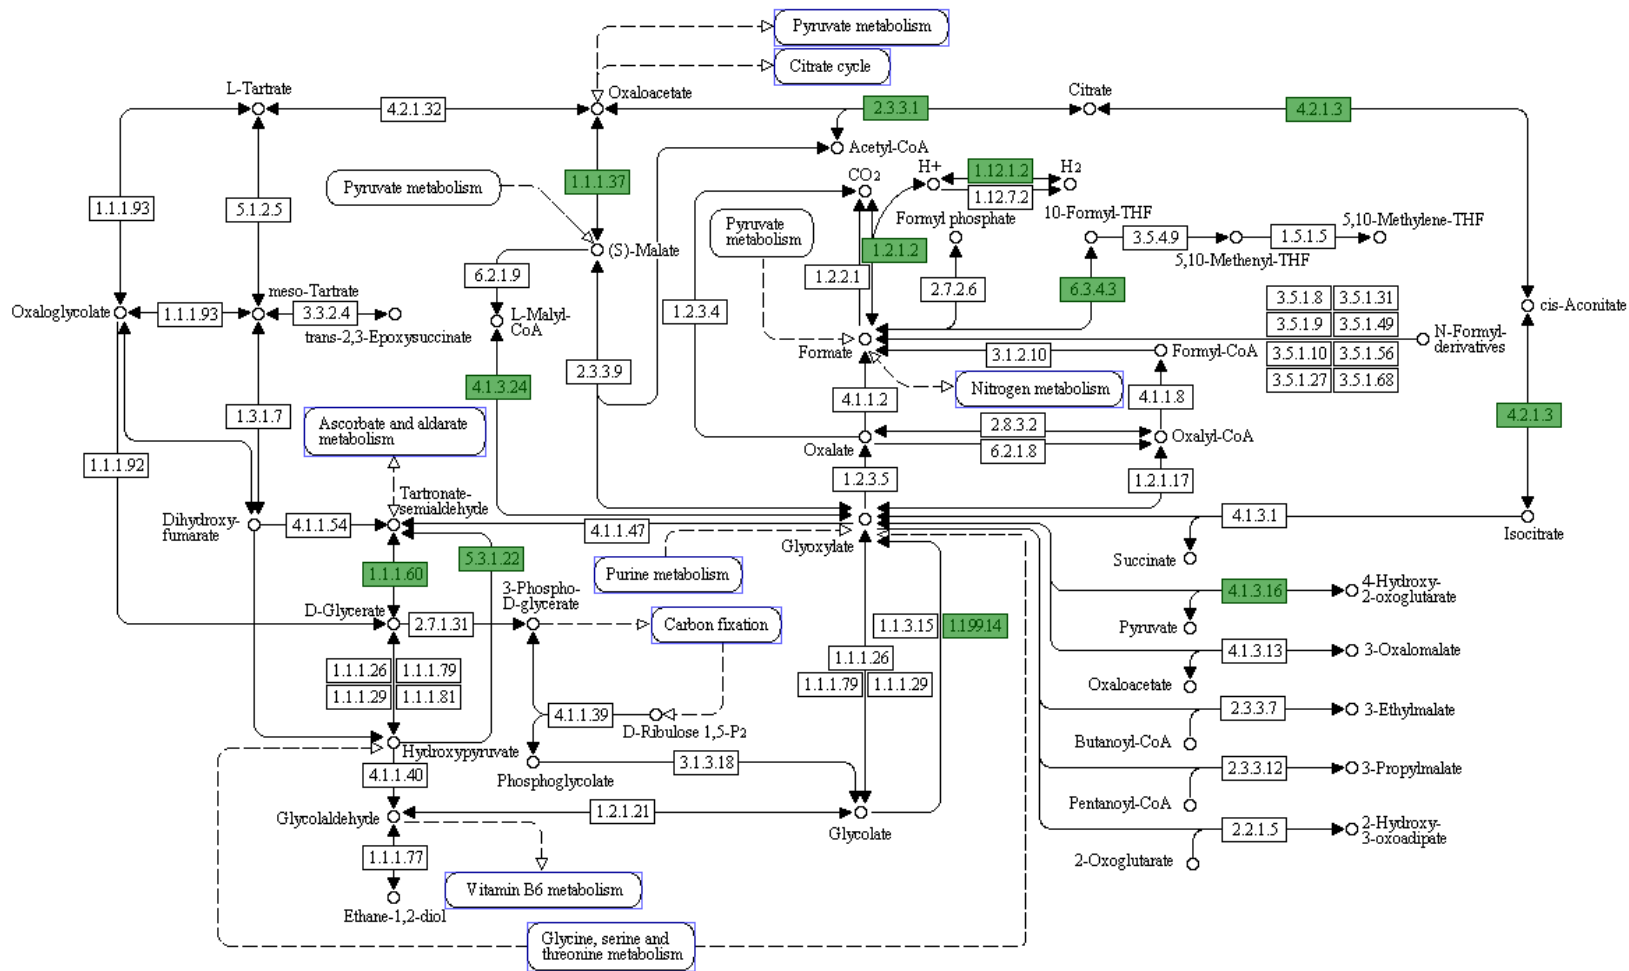 Pyruvate metabolism
Citrate cycle
L-Tartrate
4.2.1.32
Oxaloacetate
2.3.3.1
Citrate
4.2.1.3
Acetyl-CoA
Pyruvate metabolism
1.1.1.37
CO2
H+
1.12.1.2
H2
1.12.7.2
1.1.1.93
5.1.2.5
Pyruvate
metabolism
Formyl phosphate
10-Formyl-THF
3.5.4.9
1.5.1.5
5,10-Methylene-THF
5,10-Methenyl-THF
(S)-Malate
1.2.1.2
6.2.1.9
1.2.2.1
2.7.2.6
6.3.4.3
1.2.3.4
Oxaloglycolate
1.1.1.93
meso-Tartrate
3.3.2.4
trans-2,3-Epoxysuccinate
L-Malyl-
CoA
3.5.1.8
3.5.1.31
3.5.1.9
3.5.1.49
3.5.1.10
3.5.1.56
3.5.1.27
3.5.1.68
cis-Aconitate
N-Formyl-
derivatives
Formate
3.1.2.10
Formyl-CoA
4.1.3.24
2.3.3.9
Nitrogen metabolism
4.1.1.2
4.1.1.8
1.3.1.7
Ascorbate and aldarate
metabolism
4.2.1.3
2.8.3.2
Oxalate
Oxalyl-CoA
6.2.1.8
1.1.1.92
1.2.3.5
1.2.1.17
Tartronate-
semialdehyde
Dihydroxy-
fumarate
4.1.1.54
4.1.1.47
Glyoxylate
4.1.3.1
Isocitrate
Succinate
5.3.1.22
1.1.1.60
Purine metabolism
4.1.3.16
4-Hydroxy-
2-oxoglutarate
Pyruvate
3-Phospho-
D-glycerate
D-Glycerate
2.7.1.31
Carbon fixation
1.1.3.15
1.199.14
4.1.3.13
3-Oxalomalate
Oxaloacetate
1.1.1.26
1.1.1.79
1.1.1.29
1.1.1.81
1.1.1.26
1.1.1.79
1.1.1.29
4.1.1.39
D-Ribulose 1,5-P2
2.3.3.7
3-Ethylmalate
Butanoyl-CoA
Hydroxypyruvate
4.1.1.40
Phosphoglycolate
3.1.3.18
2.3.3.12
3-Propylmalate
Pentanoyl-CoA
Glycolaldehyde
1.2.1.21
Glycolate
2.2.1.5
2-Hydroxy-
3-oxoadipate
2-Oxoglutarate
1.1.1.77
Vitamin B6 metabolism
Ethane-1,2-diol
Glycine, serine and
threonine metabolism